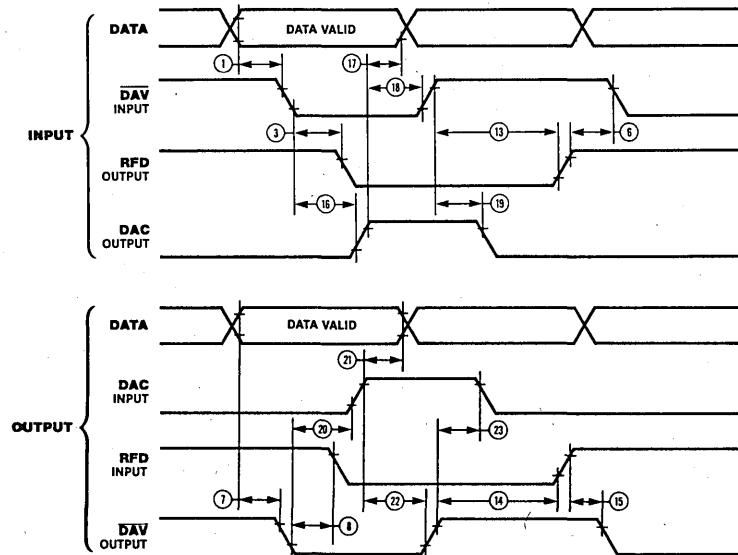 DATA
DATA VALID
1
17
18
DAV
INPUT
INPUT
3
13
6
RFD
OUTPUT
16
19
DAC
OUTPUT
DATA
DATA VALID
21
DAC
INPUT
OUTPUT
20
23
RFD
INPUT
7
8
22
14
15
DAV
OUTPUT